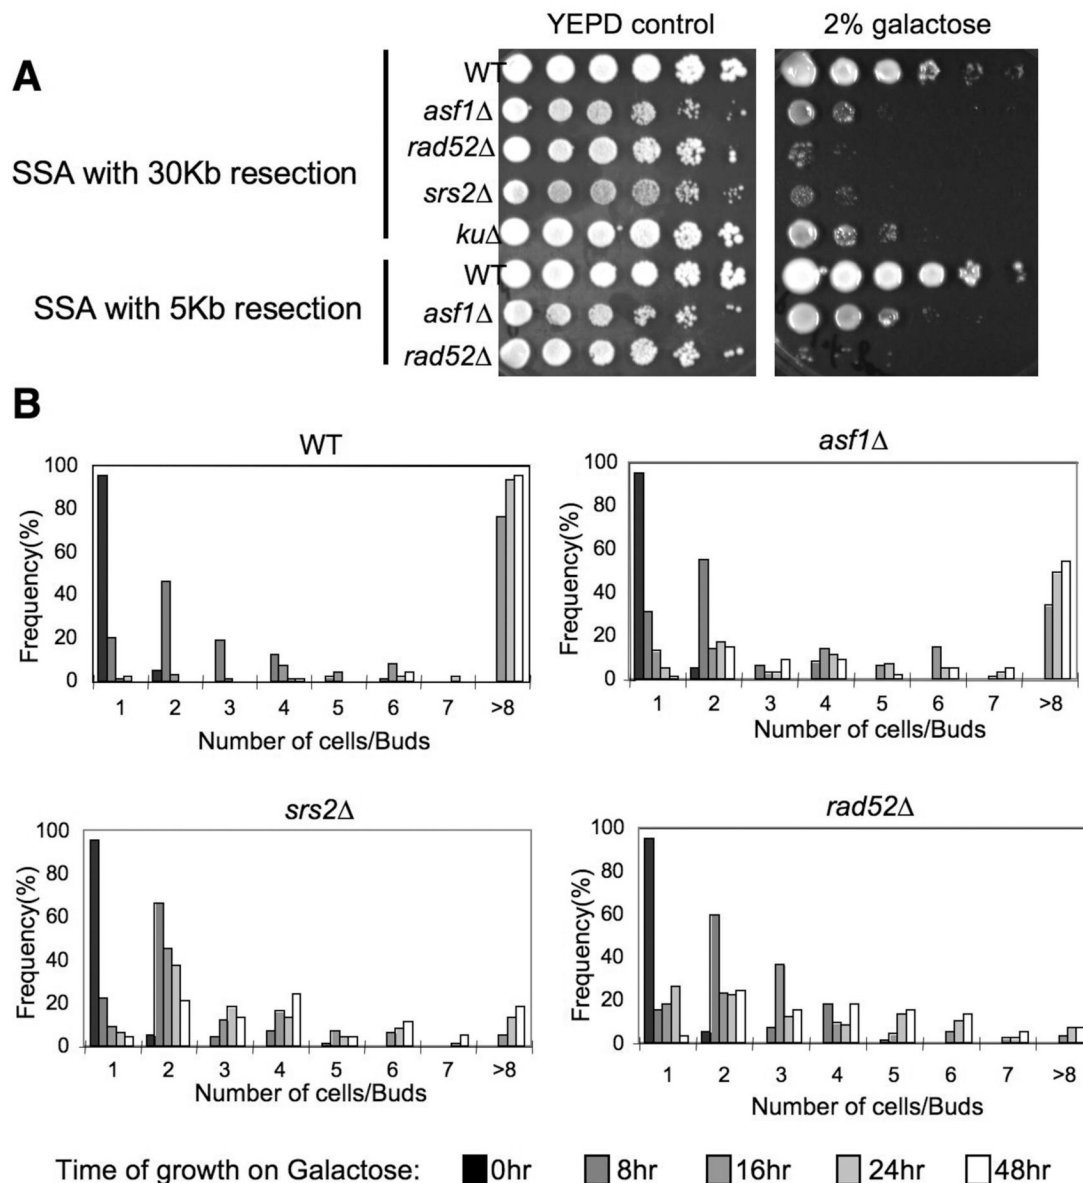 YEPD control 2% galactose
A
WT
asf1Δ
rad52Δ
SSA with 30Kb resection
srs2Δ
kuΔ
WT
SSA with 5Kb resection
asf1Δ
rad52Δ
B
WT
Frequency(%)
100
80
60
40
20
0
1 2 3 4 5 6 7 >8
Number of cells/Buds
asf1Δ
Frequency(%)
100
80
60
40
20
0
1 2 3 4 5 6 7 >8
Number of cells/Buds
srs2Δ
Frequency(%)
100
80
60
40
20
0
1 2 3 4 5 6 7 >8
Number of cells/Buds
rad52Δ
Frequency(%)
100
80
60
40
20
0
1 2 3 4 5 6 7 >8
Number of cells/Buds
Time of growth on Galactose: 0hr 8hr 16hr 24hr 48hr